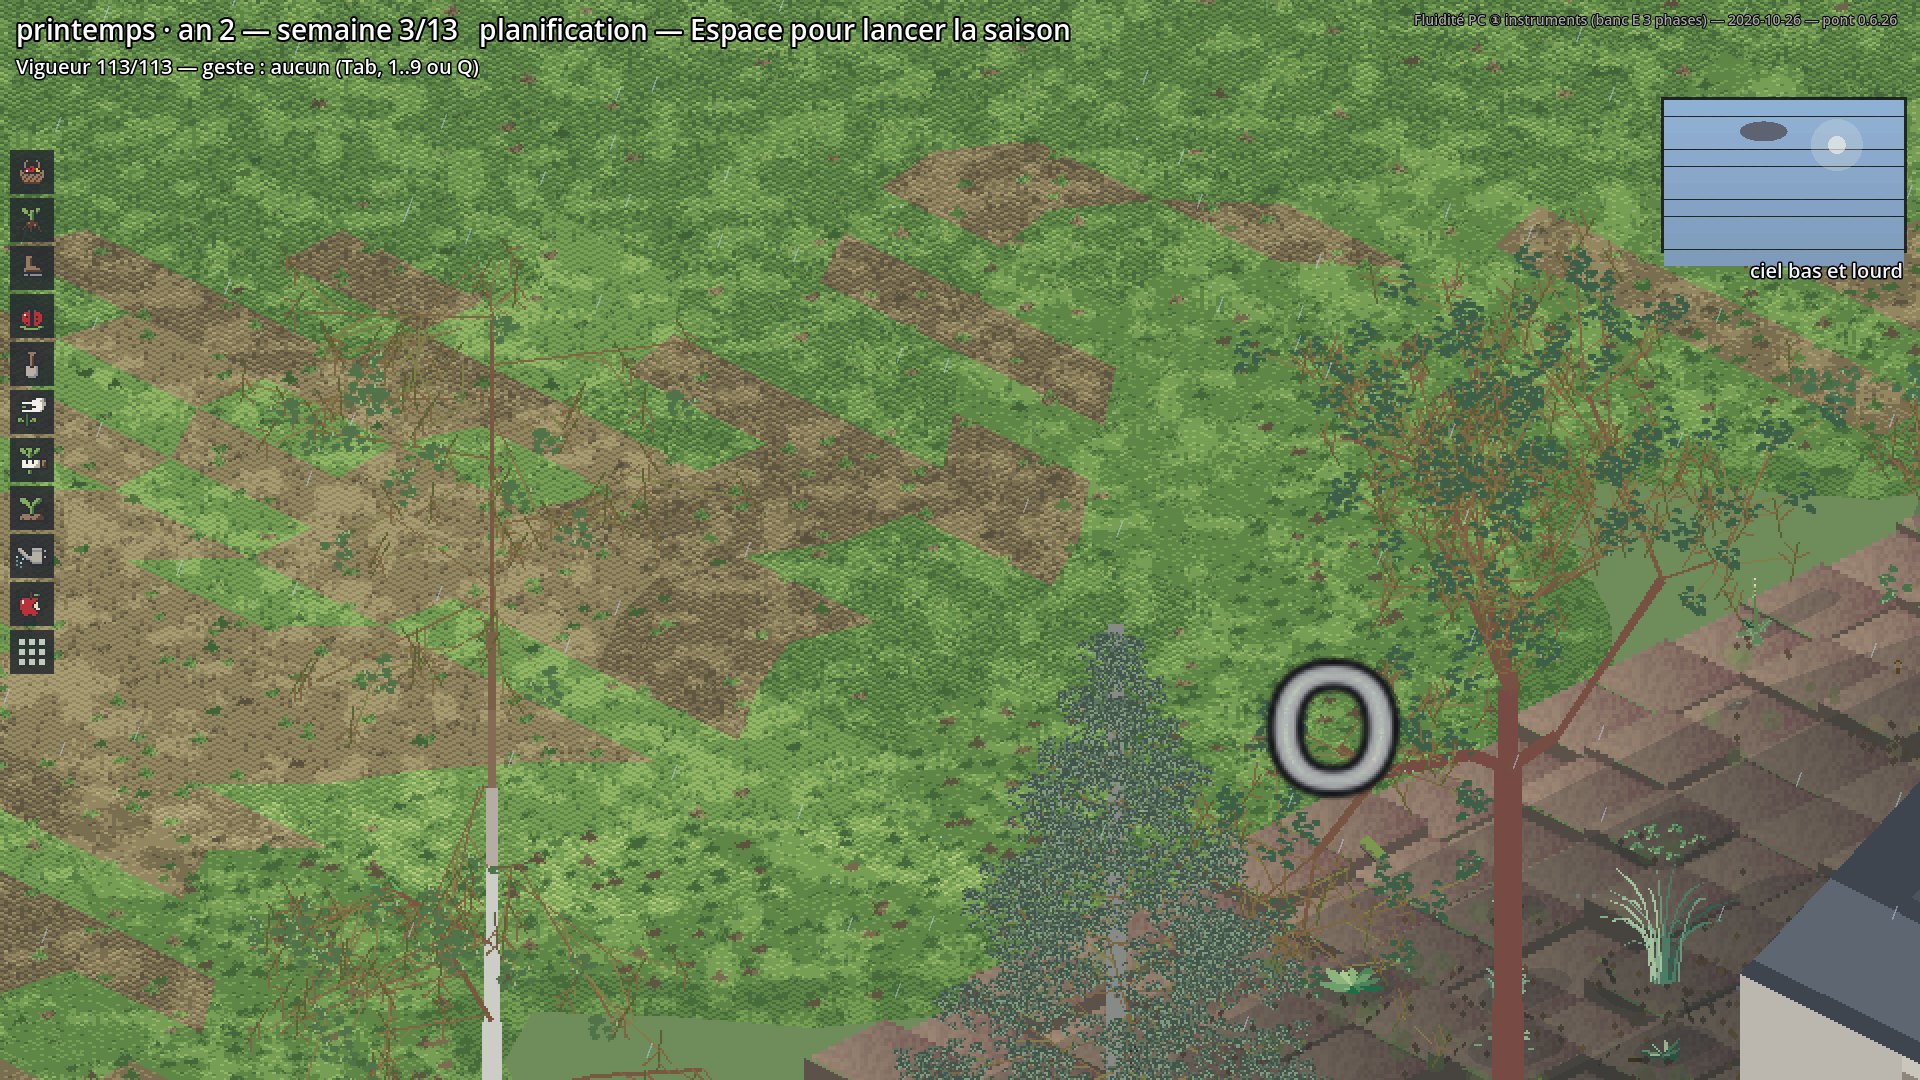 printemps · an 2 — semaine 3/13 planification — Espace pour lancer la saison
Fluidité PC ① instruments (banc E 3 phases) — 2026-10-26 — pont 0.6.26
Vigueur 113/113 — geste : aucun (Tab, 1..9 ou Q)
ciel bas et lourd
O